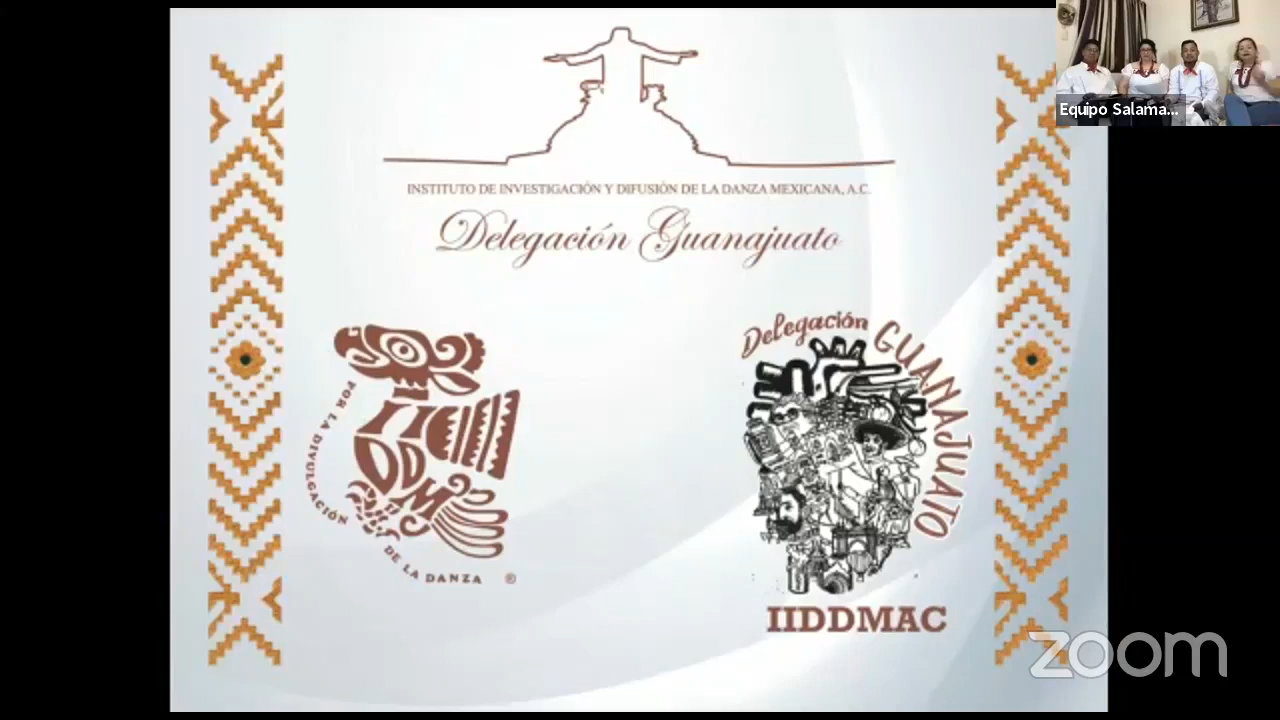 Equipo Salama...
INSTITUTO DE INVESTIGACIÓN Y DIFUSIÓN DE LA DANZA MEXICANA, A.C.
Delegación Guanajuato
POR LA DIVULGACIÓN DE LA DANZA ®
IIDDM
Delegación GUANAJUATO
IIDDMAC
zoom